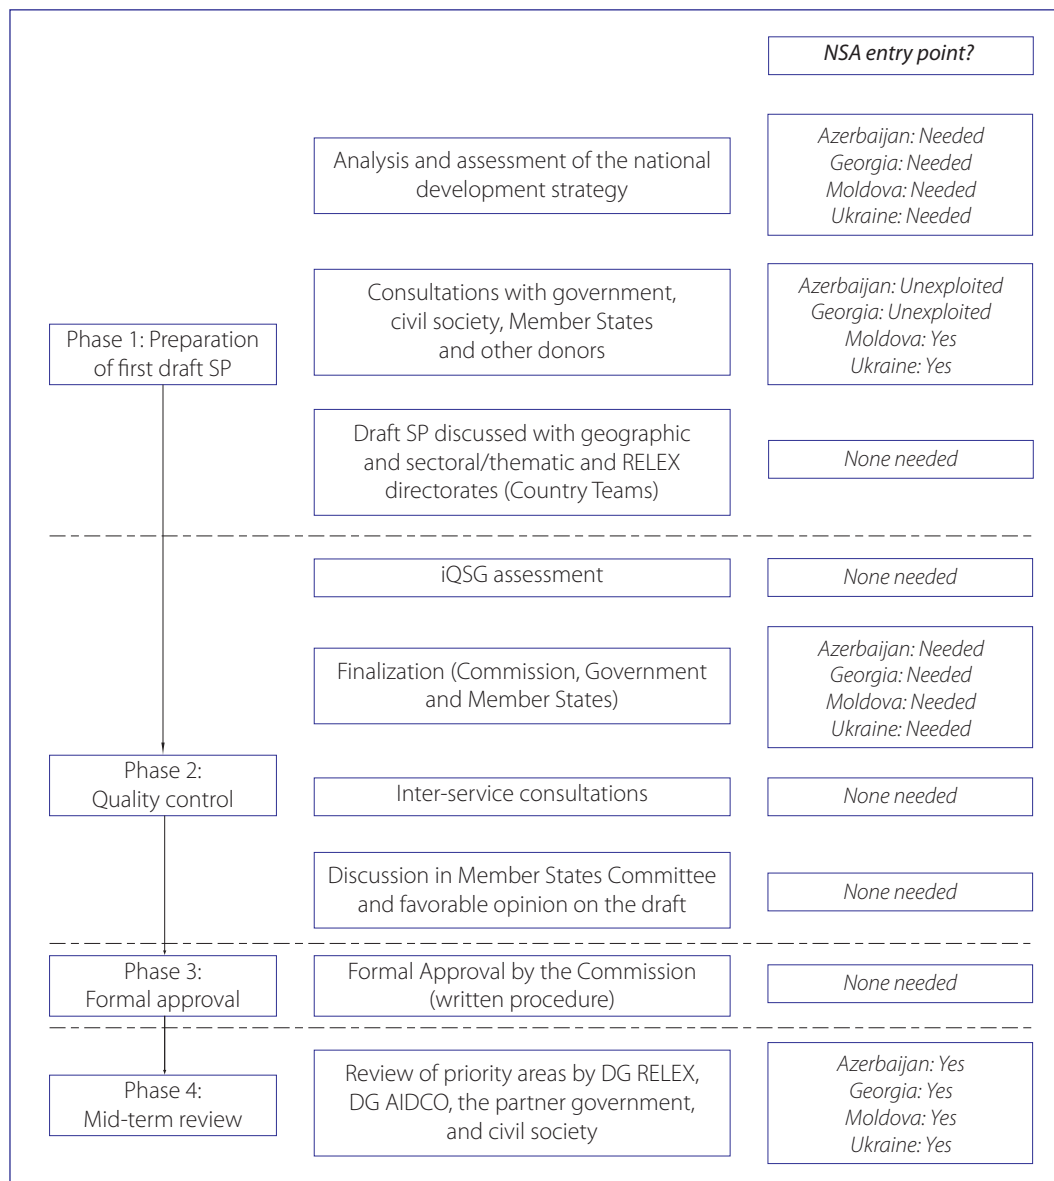 NSA entry point?
Analysis and assessment of the national
development strategy
Azerbaijan: Needed
Georgia: Needed
Moldova: Needed
Ukraine: Needed
Phase 1: Preparation
of first draft SP
Consultations with government,
civil society, Member States
and other donors
Azerbaijan: Unexploited
Georgia: Unexploited
Moldova: Yes
Ukraine: Yes
Draft SP discussed with geographic
and sectoral/thematic and RELEX
directorates (Country Teams)
None needed
iQSG assessment
None needed
Finalization (Commission, Government
and Member States)
Azerbaijan: Needed
Georgia: Needed
Moldova: Needed
Ukraine: Needed
Phase 2:
Quality control
Inter-service consultations
None needed
Discussion in Member States Committee
and favorable opinion on the draft
None needed
Phase 3:
Formal approval
Formal Approval by the Commission
(written procedure)
None needed
Phase 4:
Mid-term review
Review of priority areas by DG RELEX,
DG AIDCO, the partner government,
and civil society
Azerbaijan: Yes
Georgia: Yes
Moldova: Yes
Ukraine: Yes